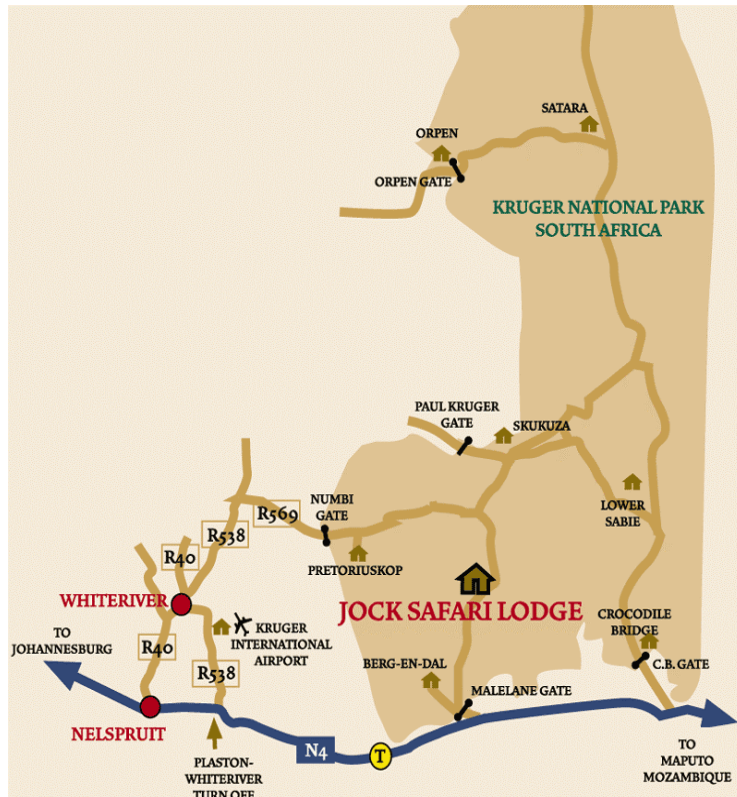 SATARA
ORPEN
ORPEN GATE
KRUGER NATIONAL PARK
SOUTH AFRICA
PAUL KRUGER
GATE
SKUKUZA
NUMBI
GATE
R569
R538
LOWER
SABIE
R40
PRETORIUSKOP
WHITERIVER
JOCK SAFARI LODGE
TO
JOHANNESBURG
KRUGER
INTERNATIONAL
AIRPORT
CROCODILE
BRIDGE
R40
R538
BERG-EN-DAL
C.B. GATE
MALELANE GATE
NELSPRUIT
N4
T
TO
MAPUTO
MOZAMBIQUE
PLASTON-
WHITERIVER
TURN OFF